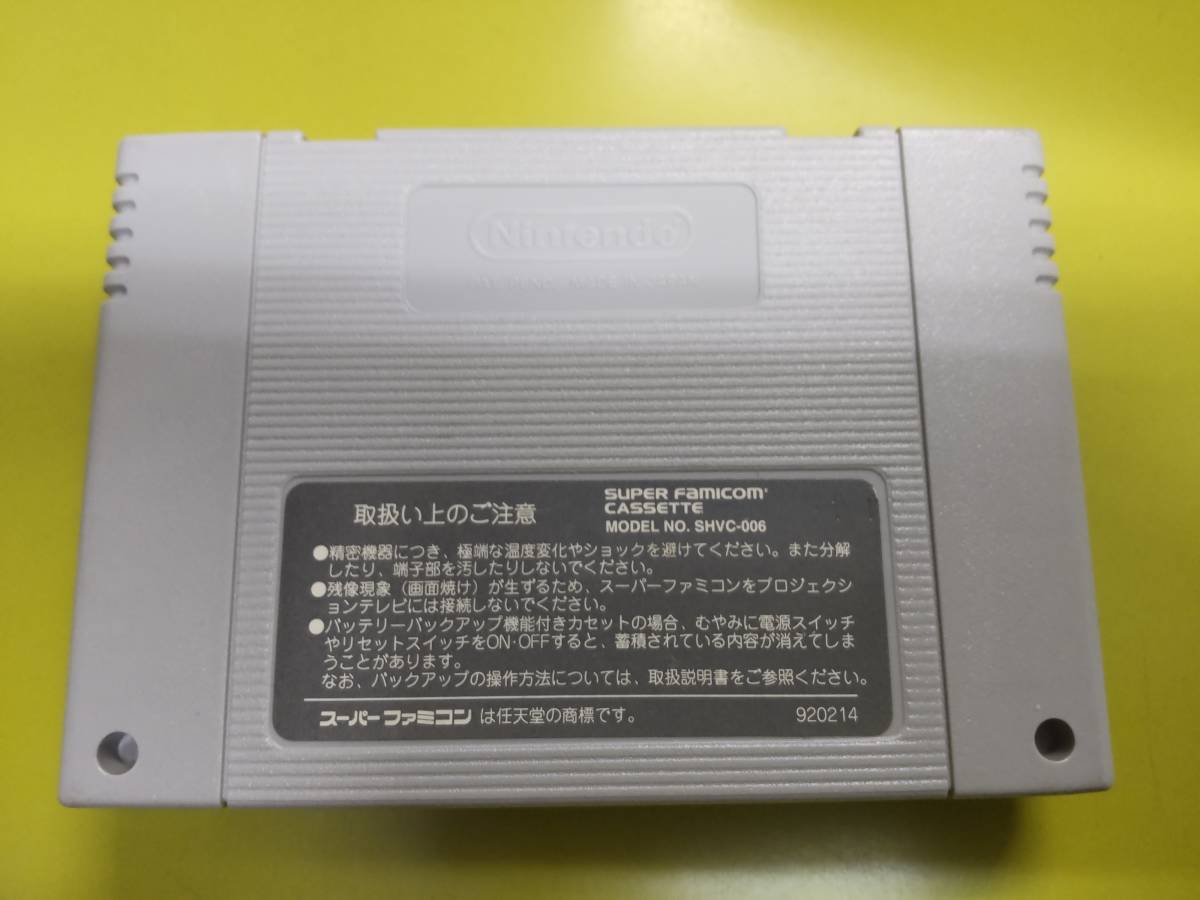 Nintendo
PAT. PEND. MADE IN JAPAN
取扱い上のご注意
SUPER FAMICOM
CASSETTE
MODEL NO. SHVC-006
●精密機器につき、極端な温度変化やショックを避けてください。また分解
したり、端子部を汚したりしないでください。
●残像現象（画面焼け）が生ずるため、スーパーファミコンをプロジェクシ
ョンテレビには接続しないでください。
●バッテリーバックアップ機能付きカセットの場合、むやみに電源スイッチ
やリセットスイッチをON·OFFすると、蓄積されている内容が消えてしま
うことがあります。
なお、バックアップの操作方法については、取扱説明書をご参照ください。
スーパーファミコン は任天堂の商標です。
920214